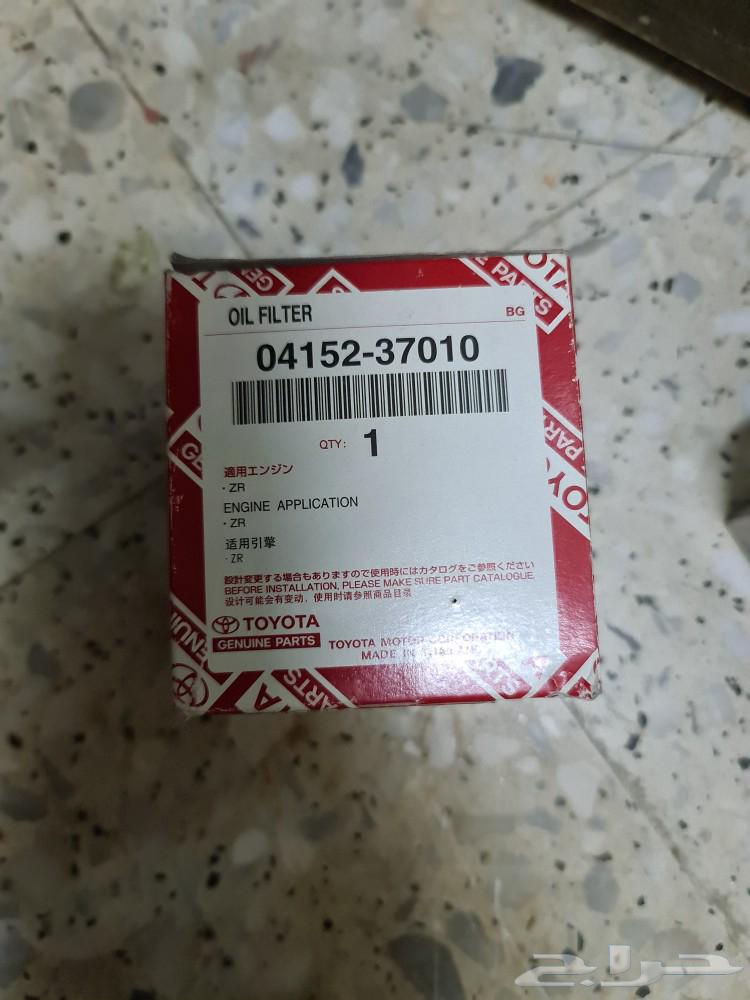 OIL FILTER
BG
04152-37010
QTY: 1
適用エンジン
・ZR
ENGINE APPLICATION
・ZR
适用引擎
・ZR
設計変更する場合もありますので使用時にはカタログをご参照ください
BEFORE INSTALLATION, PLEASE MAKE SURE PART CATALOGUE.
设计可能会有变动，使用时请参照商品目录
TOYOTA
GENUINE PARTS
TOYOTA MOTOR CORPORATION
MADE IN THAILAND
حراج